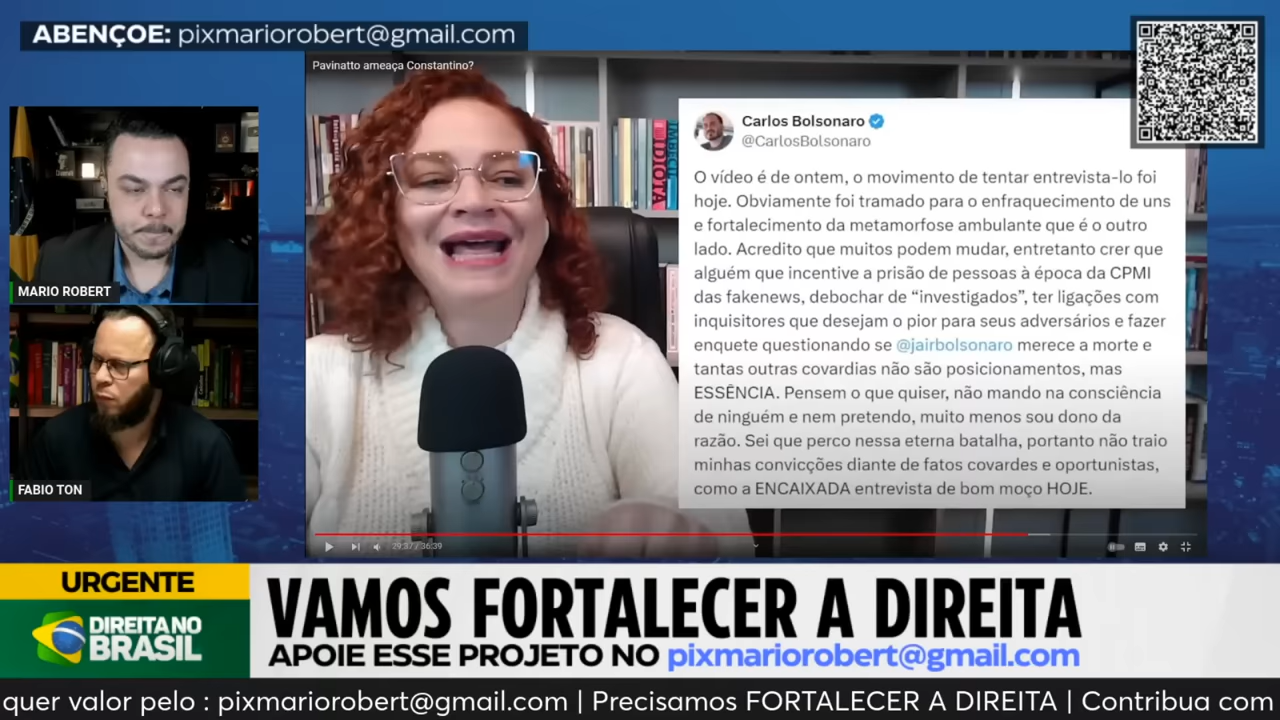 ABENÇOE: pixmariorobert@gmail.com
Pavinatto ameaça Constantino?
Carlos Bolsonaro
@CarlosBolsonaro
O vídeo é de ontem, o movimento de tentar entrevista-lo foi
hoje. Obviamente foi tramado para o enfraquecimento de uns
e fortalecimento da metamorfose ambulante que é o outro
lado. Acredito que muitos podem mudar, entretanto crer que
alguém que incentive a prisão de pessoas à época da CPMI
das fakenews, debochar de “investigados”, ter ligações com
inquisitores que desejam o pior para seus adversários e fazer
enquete questionando se @jairbolsonaro merece a morte e
tantas outras covardias não são posicionamentos, mas
ESSÊNCIA. Pensem o que quiser, não mando na consciência
de ninguém e nem pretendo, muito menos sou dono da
razão. Sei que perco nessa eterna batalha, portanto não traio
minhas convicções diante de fatos covardes e oportunistas,
como a ENCAIXADA entrevista de bom moço HOJE.
IDIOTA
MARIO ROBERT
FABIO TON
29:37 / 36:39
URGENTE
DIREITA NO
BRASIL
VAMOS FORTALECER A DIREITA
APOIE ESSE PROJETO NO pixmariorobert@gmail.com
quer valor pelo : pixmariorobert@gmail.com | Precisamos FORTALECER A DIREITA | Contribua com